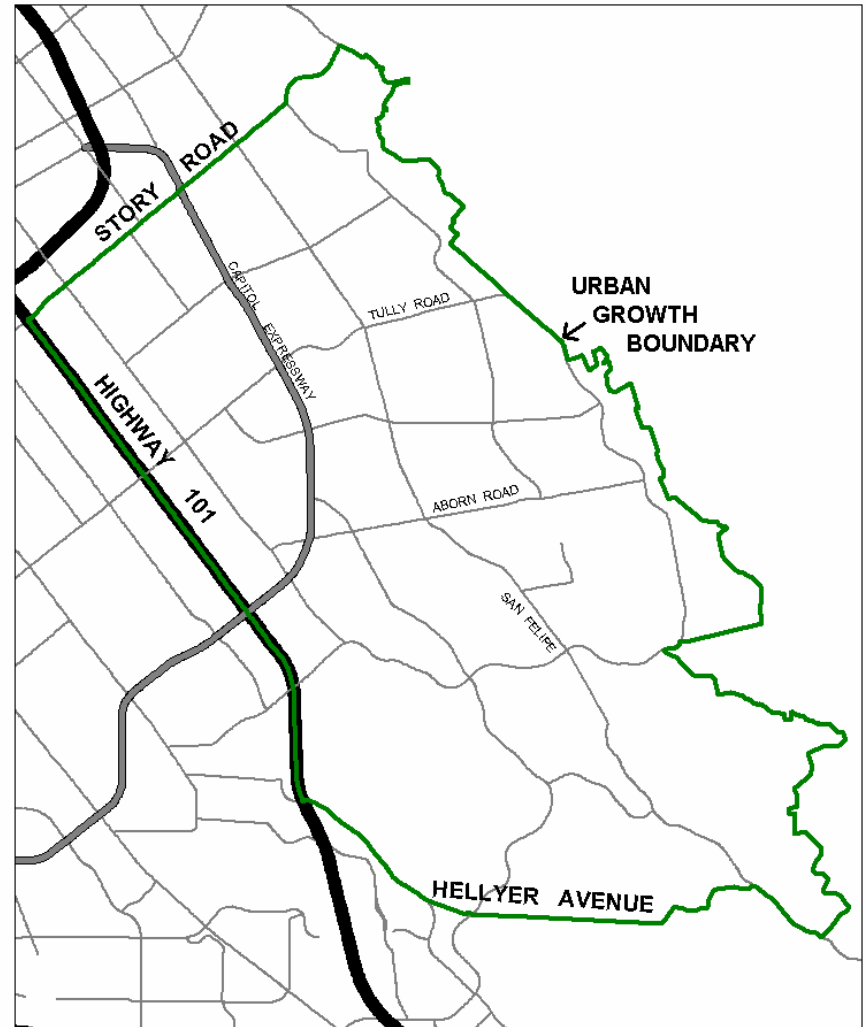 STORY ROAD
CAPITOL EXPRESSWAY
TULLY ROAD
URBAN
GROWTH
BOUNDARY
HIGHWAY 101
ABORN ROAD
SAN FELIPE
HELLYER AVENUE